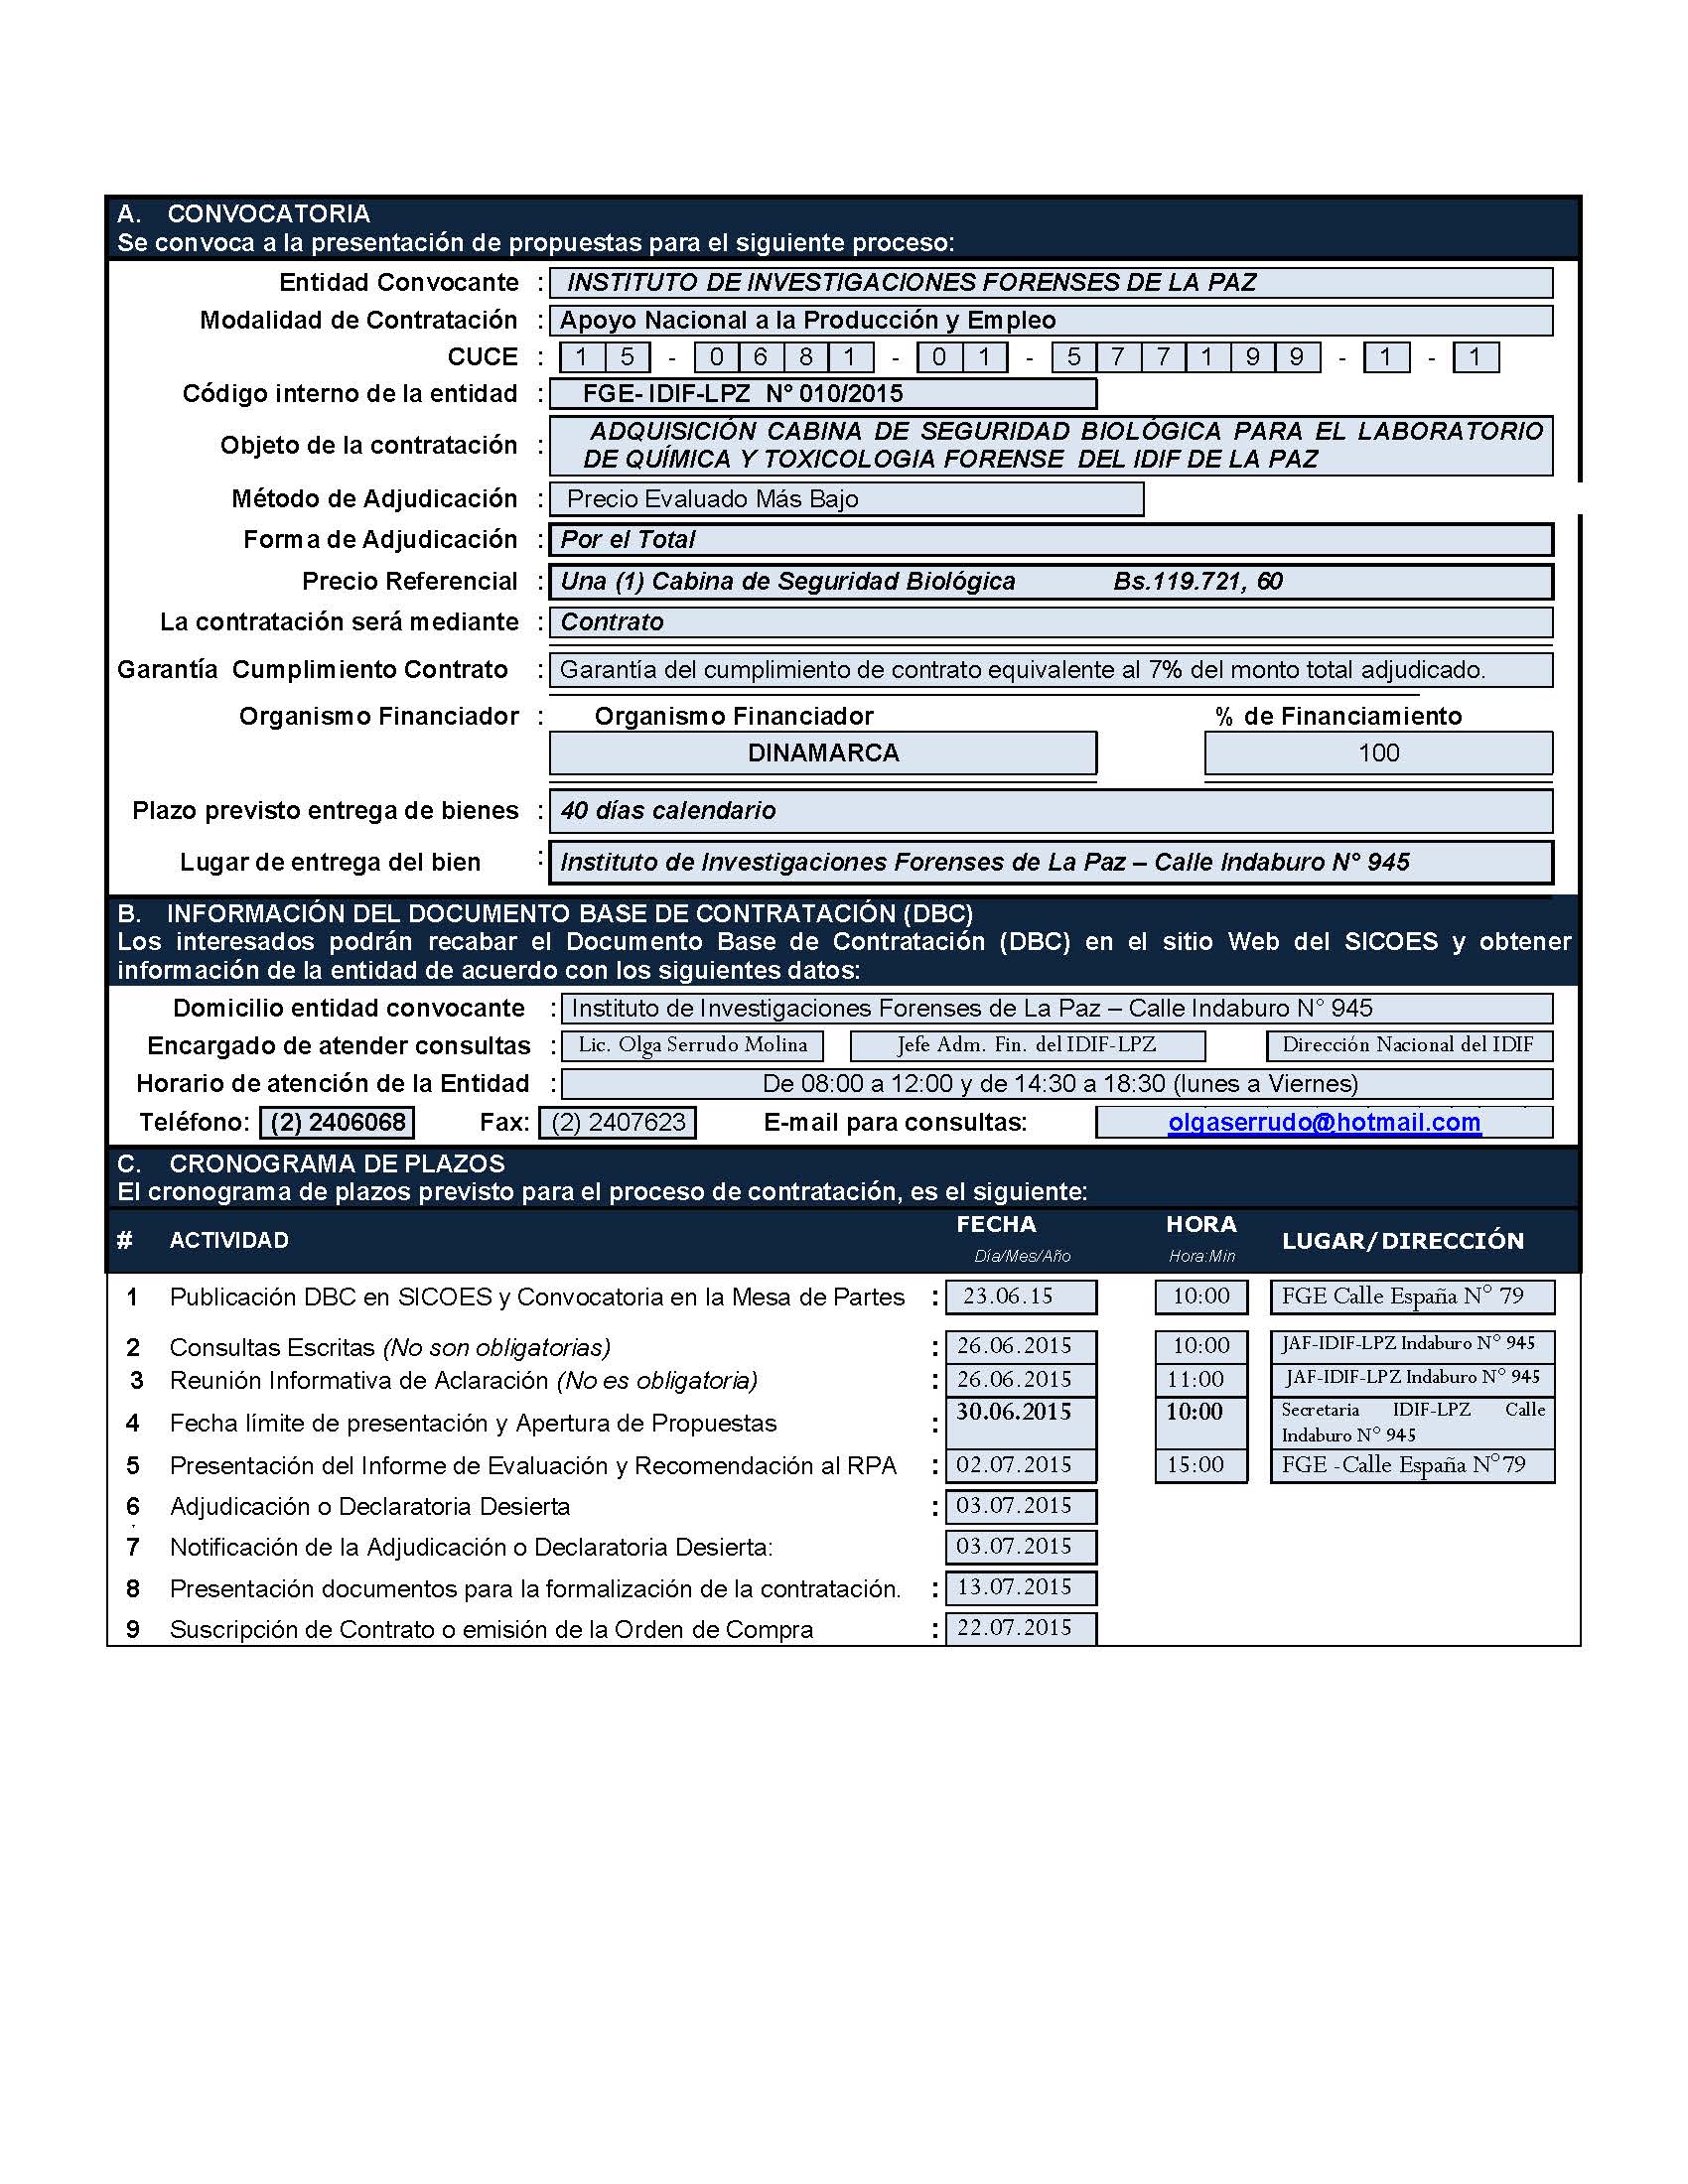 A. CONVOCATORIA
Se convoca a la presentación de propuestas para el siguiente proceso:
Entidad Convocante : INSTITUTO DE INVESTIGACIONES FORENSES DE LA PAZ
Modalidad de Contratación : Apoyo Nacional a la Producción y Empleo
CUCE : 1 5 - 0 6 8 1 - 0 1 - 5 7 7 1 9 9 - 1 - 1
Código interno de la entidad : FGE- IDIF-LPZ N° 010/2015
Objeto de la contratación : ADQUISICIÓN CABINA DE SEGURIDAD BIOLÓGICA PARA EL LABORATORIO
DE QUÍMICA Y TOXICOLOGIA FORENSE DEL IDIF DE LA PAZ
Método de Adjudicación : Precio Evaluado Más Bajo
Forma de Adjudicación : Por el Total
Precio Referencial : Una (1) Cabina de Seguridad Biológica Bs.119.721, 60
La contratación será mediante : Contrato
Garantía Cumplimiento Contrato : Garantía del cumplimiento de contrato equivalente al 7% del monto total adjudicado.
Organismo Financiador : Organismo Financiador % de Financiamiento
DINAMARCA 100
Plazo previsto entrega de bienes : 40 días calendario
Lugar de entrega del bien : Instituto de Investigaciones Forenses de La Paz – Calle Indaburo N° 945
B. INFORMACIÓN DEL DOCUMENTO BASE DE CONTRATACIÓN (DBC)
Los interesados podrán recabar el Documento Base de Contratación (DBC) en el sitio Web del SICOES y obtener
información de la entidad de acuerdo con los siguientes datos:
Domicilio entidad convocante : Instituto de Investigaciones Forenses de La Paz – Calle Indaburo N° 945
Encargado de atender consultas : Lic. Olga Serrudo Molina Jefe Adm. Fin. del IDIF-LPZ Dirección Nacional del IDIF
Horario de atención de la Entidad : De 08:00 a 12:00 y de 14:30 a 18:30 (lunes a Viernes)
Teléfono: (2) 2406068 Fax: (2) 2407623 E-mail para consultas: olgaserrudo@hotmail.com
C. CRONOGRAMA DE PLAZOS
El cronograma de plazos previsto para el proceso de contratación, es el siguiente:
# ACTIVIDAD FECHA HORA LUGAR/DIRECCIÓN
Día/Mes/Año Hora:Min
1 Publicación DBC en SICOES y Convocatoria en la Mesa de Partes : 23.06.15 10:00 FGE Calle España N° 79
2 Consultas Escritas (No son obligatorias) : 26.06.2015 10:00 JAF-IDIF-LPZ Indaburo N° 945
3 Reunión Informativa de Aclaración (No es obligatoria) : 26.06.2015 11:00 JAF-IDIF-LPZ Indaburo N° 945
4 Fecha límite de presentación y Apertura de Propuestas : 30.06.2015 10:00 Secretaria IDIF-LPZ Calle
Indaburo N° 945
5 Presentación del Informe de Evaluación y Recomendación al RPA : 02.07.2015 15:00 FGE -Calle España N°79
6 Adjudicación o Declaratoria Desierta : 03.07.2015
7 Notificación de la Adjudicación o Declaratoria Desierta: 03.07.2015
8 Presentación documentos para la formalización de la contratación. : 13.07.2015
9 Suscripción de Contrato o emisión de la Orden de Compra : 22.07.2015